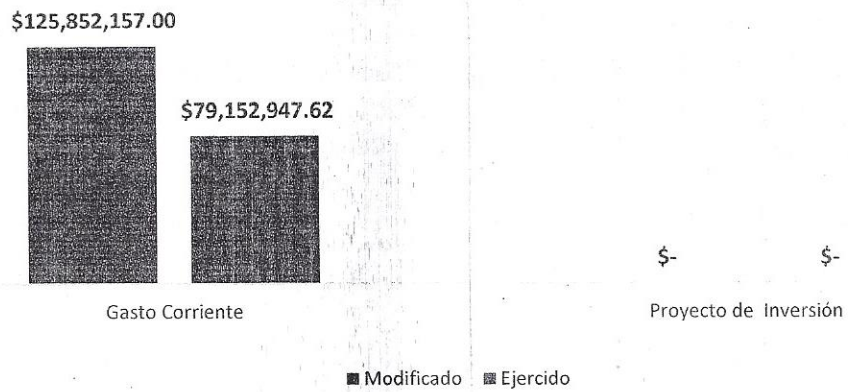 $125,852,157.00
$79,152,947.62
$- $-
Gasto Corriente Proyecto de Inversión
Modificado Ejercido